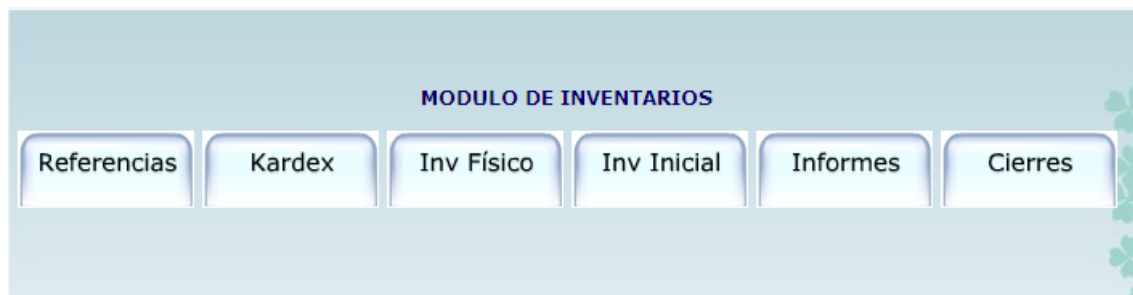 MODULO DE INVENTARIOS
Referencias Kardex Inv Físico Inv Inicial Informes Cierres